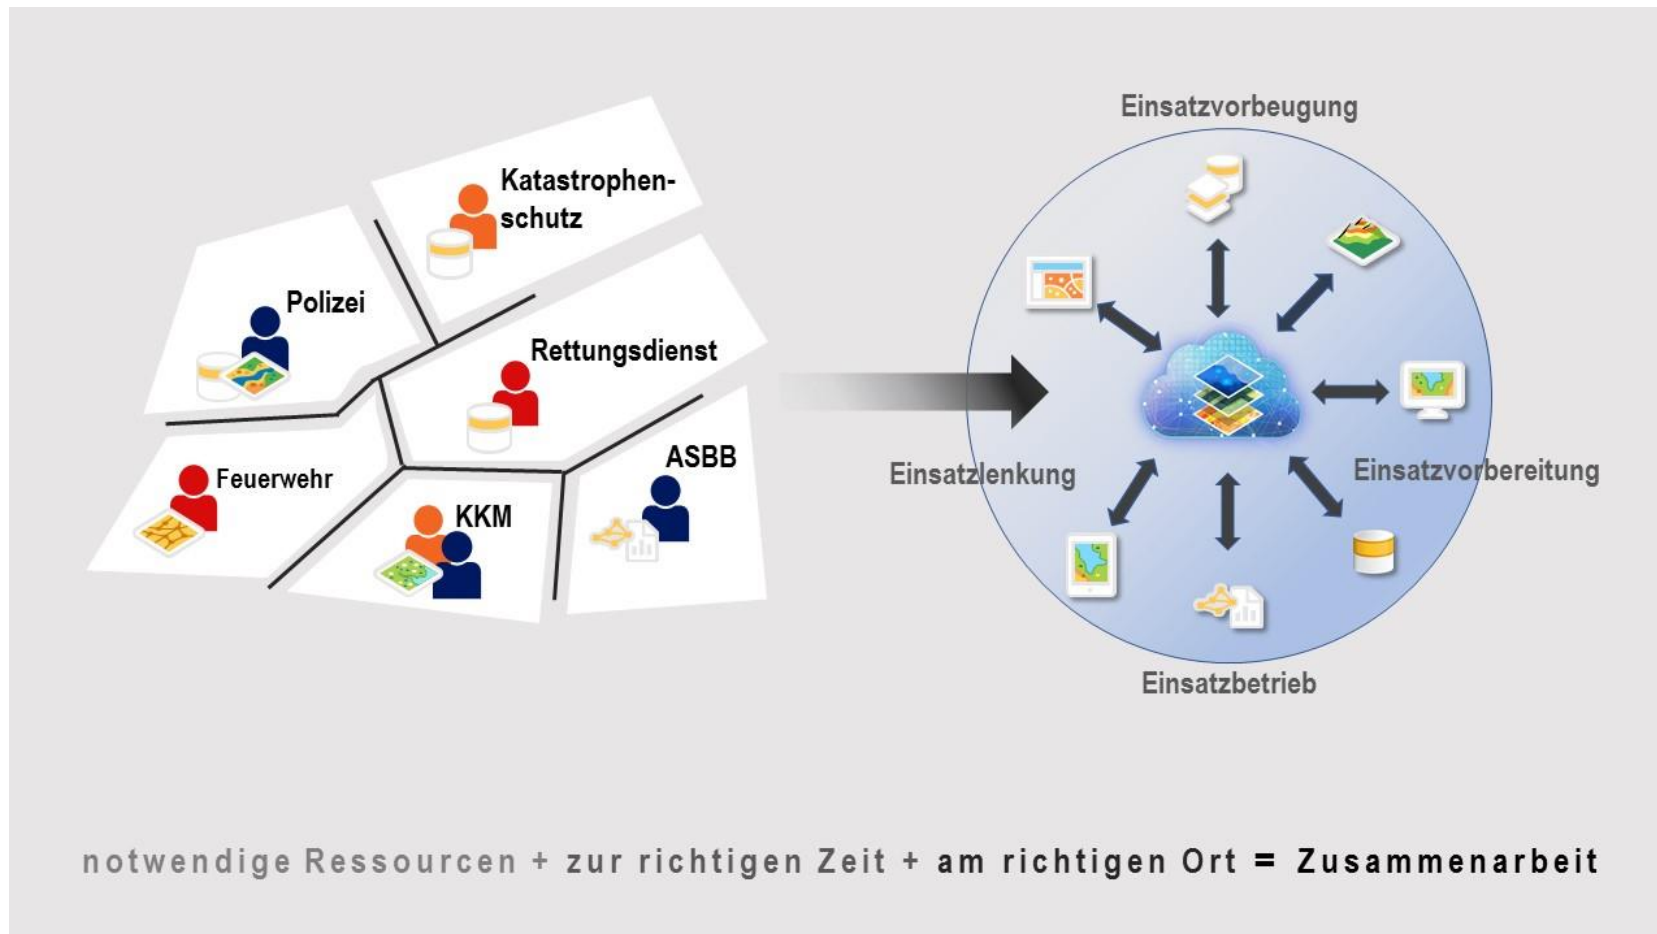 Katastrophen-
schutz
Polizei
Rettungsdienst
Feuerwehr
KKM
ASBB
Einsatzvorbeugung
Einsatzlenkung
Einsatzvorbereitung
Einsatzbetrieb
notwendige Ressourcen + zur richtigen Zeit + am richtigen Ort = Zusammenarbeit